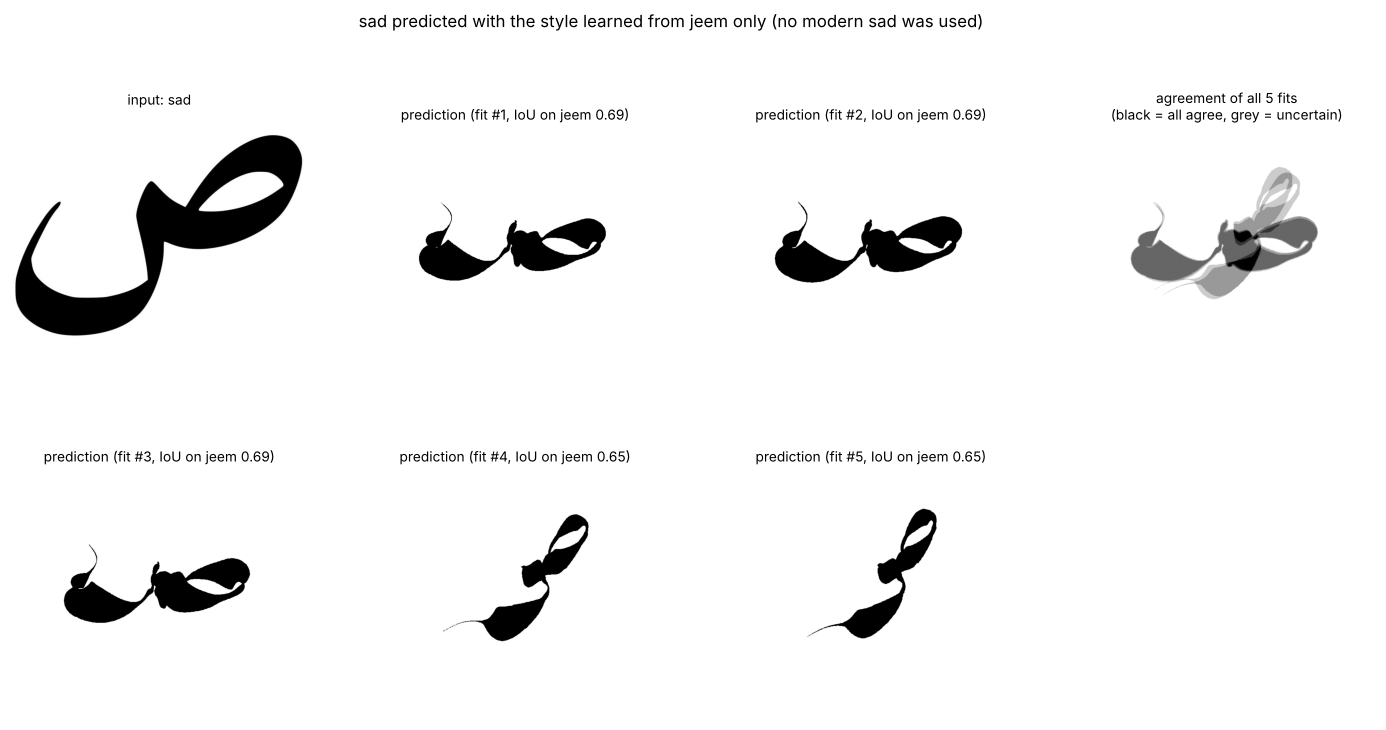 sad predicted with the style learned from jeem only (no modern sad was used)
input: sad
prediction (fit #1, IoU on jeem 0.69)
prediction (fit #2, IoU on jeem 0.69)
agreement of all 5 fits
(black = all agree, grey = uncertain)
ص
prediction (fit #3, IoU on jeem 0.69)
prediction (fit #4, IoU on jeem 0.65)
prediction (fit #5, IoU on jeem 0.65)